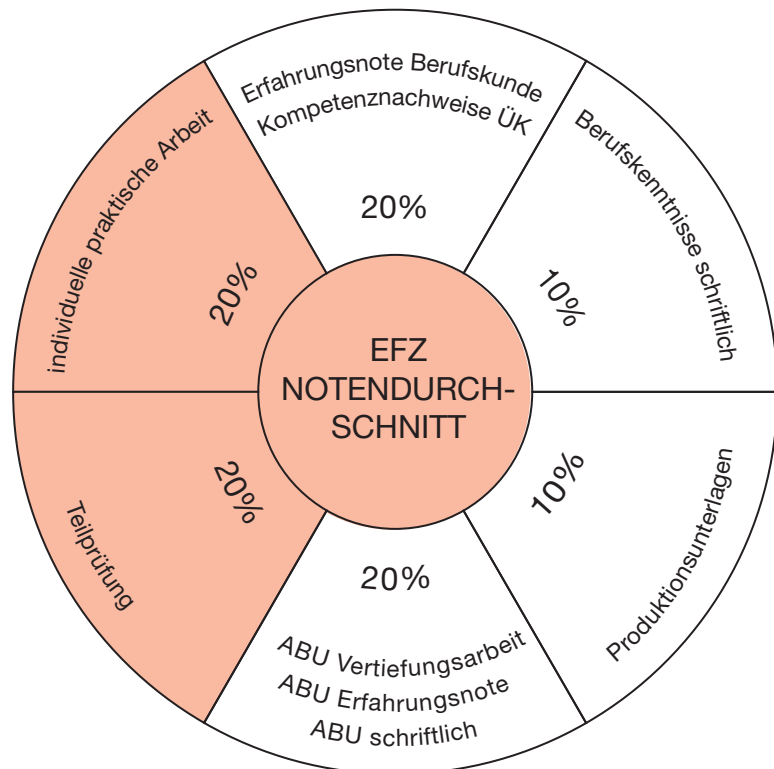 Erfahrungsnote Berufskunde
Kompetenznachweise ÜK
20%
Berufskenntnisse schriftlich
10%
Produktionsunterlagen
10%
20%
ABU Vertiefungsarbeit
ABU Erfahrungsnote
ABU schriftlich
Teilprüfung
20%
individuelle praktische Arbeit
20%
EFZ
NOTENDURCH-
SCHNITT